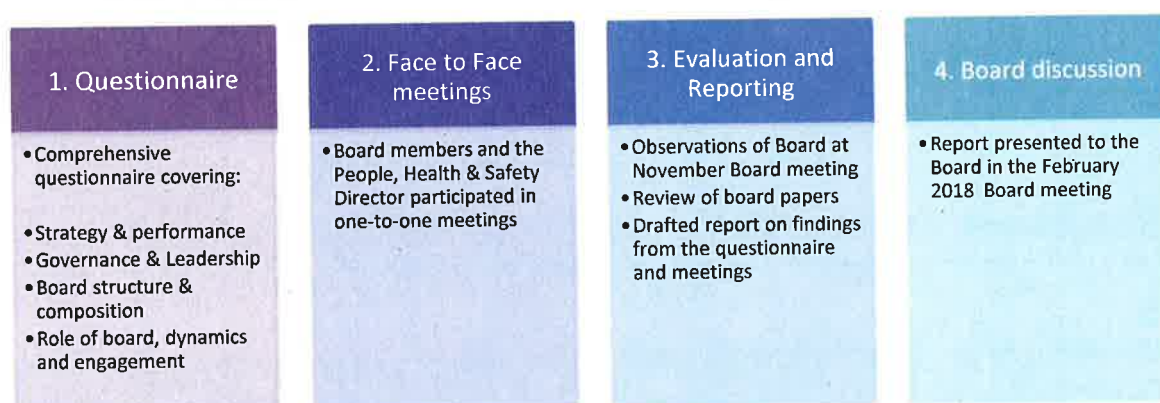 1. Questionnaire
• Comprehensive
questionnaire covering:
• Strategy & performance
• Governance & Leadership
• Board structure &
composition
• Role of board, dynamics
and engagement
2. Face to Face
meetings
• Board members and the
People, Health & Safety
Director participated in
one-to-one meetings
3. Evaluation and
Reporting
• Observations of Board at
November Board meeting
• Review of board papers
• Drafted report on findings
from the questionnaire
and meetings
4. Board discussion
• Report presented to the
Board in the February
2018 Board meeting